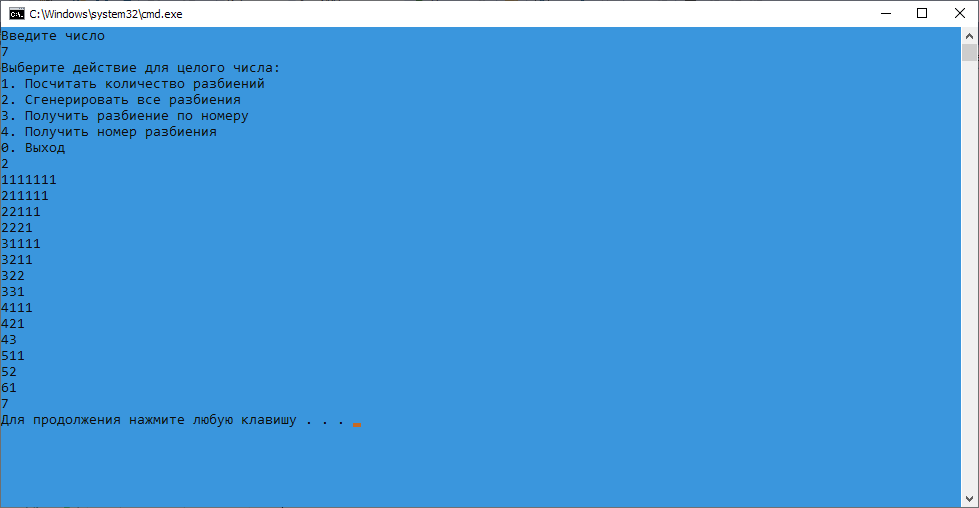 C:\Windows\system32\cmd.exe
Введите число
7
Выберите действие для целого числа:
1. Посчитать количество разбиений
2. Сгенерировать все разбиения
3. Получить разбиение по номеру
4. Получить номер разбиения
0. Выход
2
1111111
211111
22111
2221
31111
3211
322
331
4111
421
43
511
52
61
7
Для продолжения нажмите любую клавишу . . .